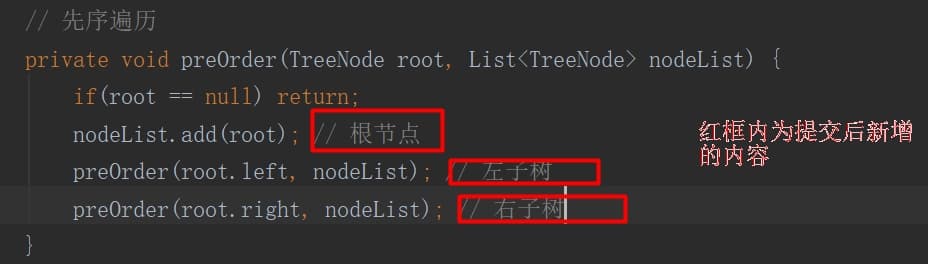 // 先序遍历
private void preOrder(TreeNode root, List<TreeNode> nodeList) {
if(root == null) return;
nodeList.add(root); // 根节点
preOrder(root.left, nodeList); // 左子树
preOrder(root.right, nodeList); // 右子树
}
红框内为提交后新增
的内容